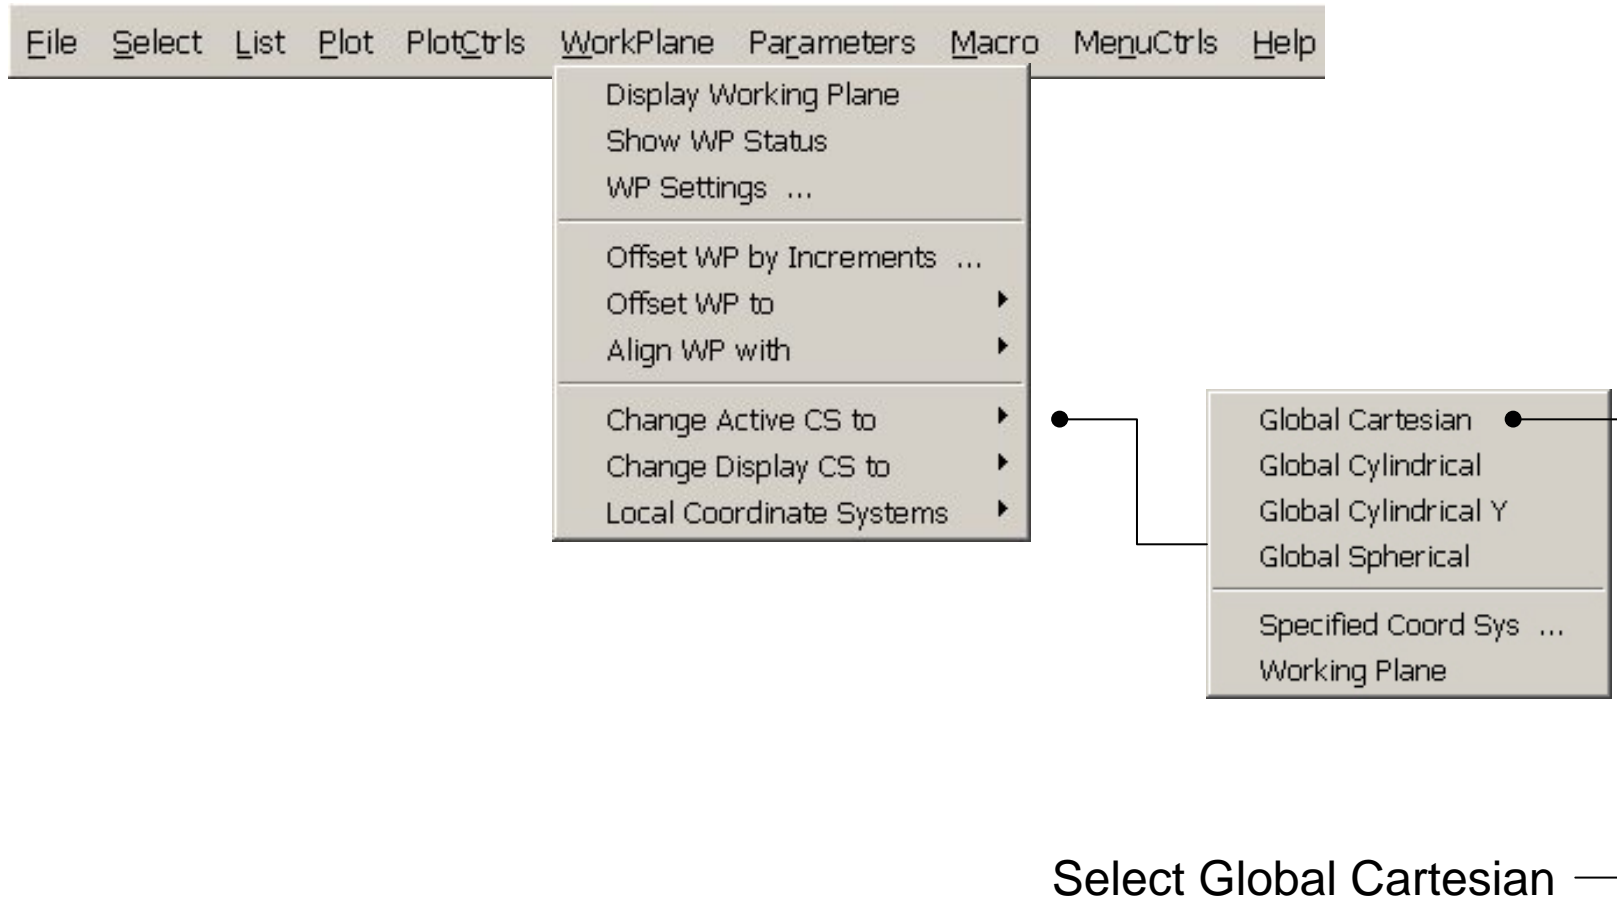 File Select List Plot PlotCtrls WorkPlane Parameters Macro MenuCtrls Help
Display Working Plane
Show WP Status
WP Settings ...
Offset WP by Increments ...
Offset WP to
Align WP with
Change Active CS to
Change Display CS to
Local Coordinate Systems
Global Cartesian
Global Cylindrical
Global Cylindrical Y
Global Spherical
Specified Coord Sys ...
Working Plane
Select Global Cartesian